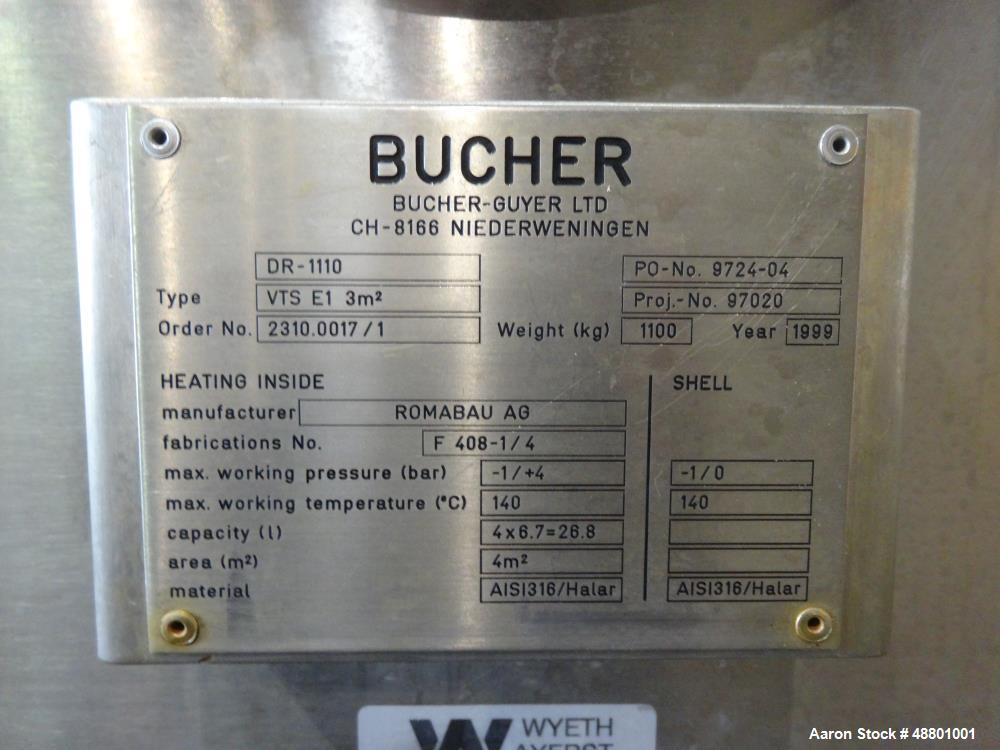 BUCHER
BUCHER-GUYER LTD
CH-8166 NIEDERWENINGEN
DR-1110 PO-No. 9724-04
Type VTS E1 3m² Proj.-No. 97020
Order No. 2310.0017/1 Weight (kg) 1100 Year 1999
HEATING INSIDE SHELL
manufacturer ROMABAU AG
fabrications No. F 408-1/4
max. working pressure (bar) -1/+4 -1/0
max. working temperature (°C) 140 140
capacity (l) 4x6.7=26.8
area (m²) 4m²
material AISI316/Halar AISI316/Halar
WYETH
AYERST
Aaron Stock # 48801001